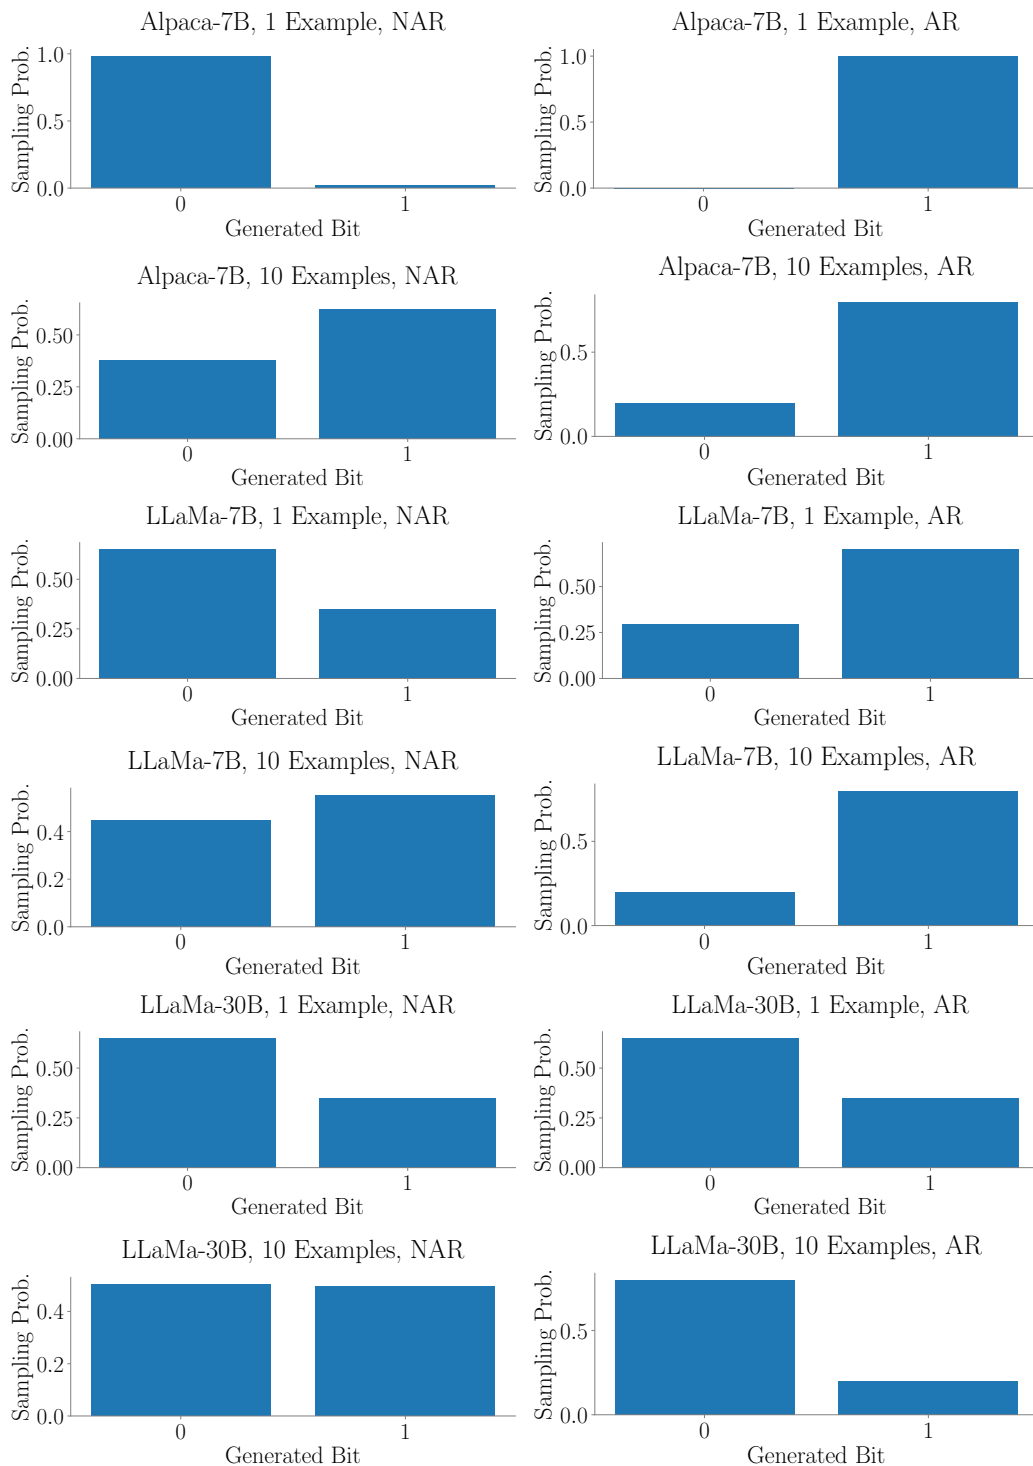 Alpaca-7B, 1 Example, NAR
Sampling Prob.
1.0
0.5
0.0
0 1
Generated Bit
Alpaca-7B, 1 Example, AR
Sampling Prob.
1.0
0.5
0.0
0 1
Generated Bit
Alpaca-7B, 10 Examples, NAR
Sampling Prob.
0.50
0.25
0.00
0 1
Generated Bit
Alpaca-7B, 10 Examples, AR
Sampling Prob.
0.5
0.0
0 1
Generated Bit
LLaMa-7B, 1 Example, NAR
Sampling Prob.
0.50
0.25
0.00
0 1
Generated Bit
LLaMa-7B, 1 Example, AR
Sampling Prob.
0.50
0.25
0.00
0 1
Generated Bit
LLaMa-7B, 10 Examples, NAR
Sampling Prob.
0.4
0.2
0.0
0 1
Generated Bit
LLaMa-7B, 10 Examples, AR
Sampling Prob.
0.5
0.0
0 1
Generated Bit
LLaMa-30B, 1 Example, NAR
Sampling Prob.
0.50
0.25
0.00
0 1
Generated Bit
LLaMa-30B, 1 Example, AR
Sampling Prob.
0.50
0.25
0.00
0 1
Generated Bit
LLaMa-30B, 10 Examples, NAR
Sampling Prob.
0.4
0.2
0.0
0 1
Generated Bit
LLaMa-30B, 10 Examples, AR
Sampling Prob.
0.5
0.0
0 1
Generated Bit